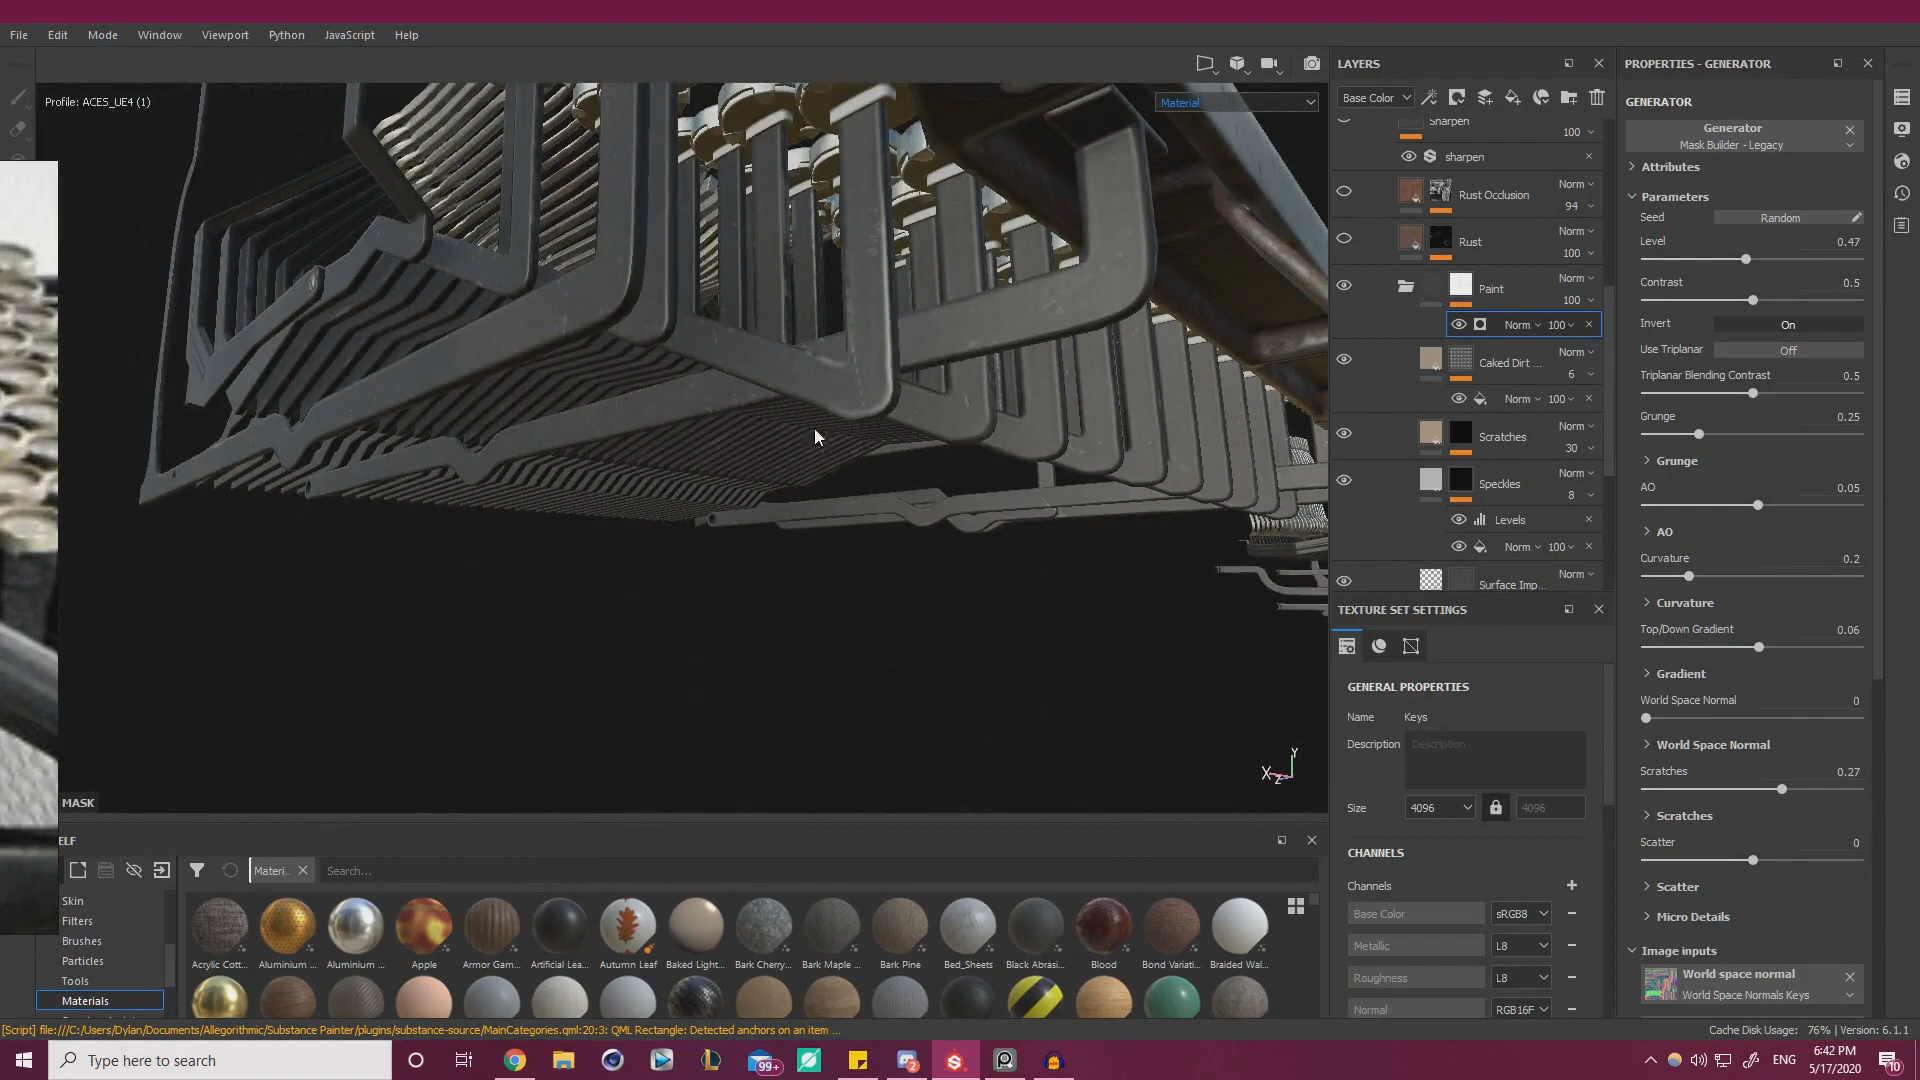 File Edit Mode Window Viewport Python JavaScript Help
Profile: ACES_UE4 (1)
Material
MASK
Y
X
Z
LAYERS
Base Color
Sharpen
100
sharpen
Rust Occlusion
Norm
94
Rust
Norm
100
Paint
Norm
100
Norm 100
Caked Dirt ...
Norm
6
Norm 100
Scratches
Norm
30
Speckles
Norm
8
Levels
Norm 100
Surface Imp...
Norm
TEXTURE SET SETTINGS
GENERAL PROPERTIES
Name Keys
Description Description
Size 4096 4096
CHANNELS
Channels
Base Color sRGB8
Metallic L8
Roughness L8
Normal RGB16F
PROPERTIES - GENERATOR
GENERATOR
Generator
Mask Builder - Legacy
Attributes
Parameters
Seed Random
Level 0.47
Contrast 0.5
Invert On
Use Triplanar Off
Triplanar Blending Contrast 0.5
Grunge 0.25
Grunge
AO 0.05
AO
Curvature 0.2
Curvature
Top/Down Gradient 0.06
Gradient
World Space Normal 0
World Space Normal
Scratches 0.27
Scratches
Scatter 0
Scatter
Micro Details
Image inputs
World space normal
World Space Normals Keys
ELF
Materi..
Search...
Skin
Filters
Brushes
Particles
Tools
Materials
Acrylic Cott... Aluminium ... Aluminium ... Apple Armor Gam... Artificial Lea... Autumn Leaf Baked Light... Bark Cherry... Bark Maple ... Bark Pine Bed_Sheets Black Abrasi... Blood Bond Variati... Braided Wal...
[Script] file:///C:/Users/Dylan/Documents/Allegorithmic/Substance Painter/plugins/substance-source/MainCategories.qml:20:3: QML Rectangle: Detected anchors on an item ...
Cache Disk Usage: 76% | Version: 6.1.1
Type here to search
99+
2
ENG
6:42 PM
5/17/2020
10